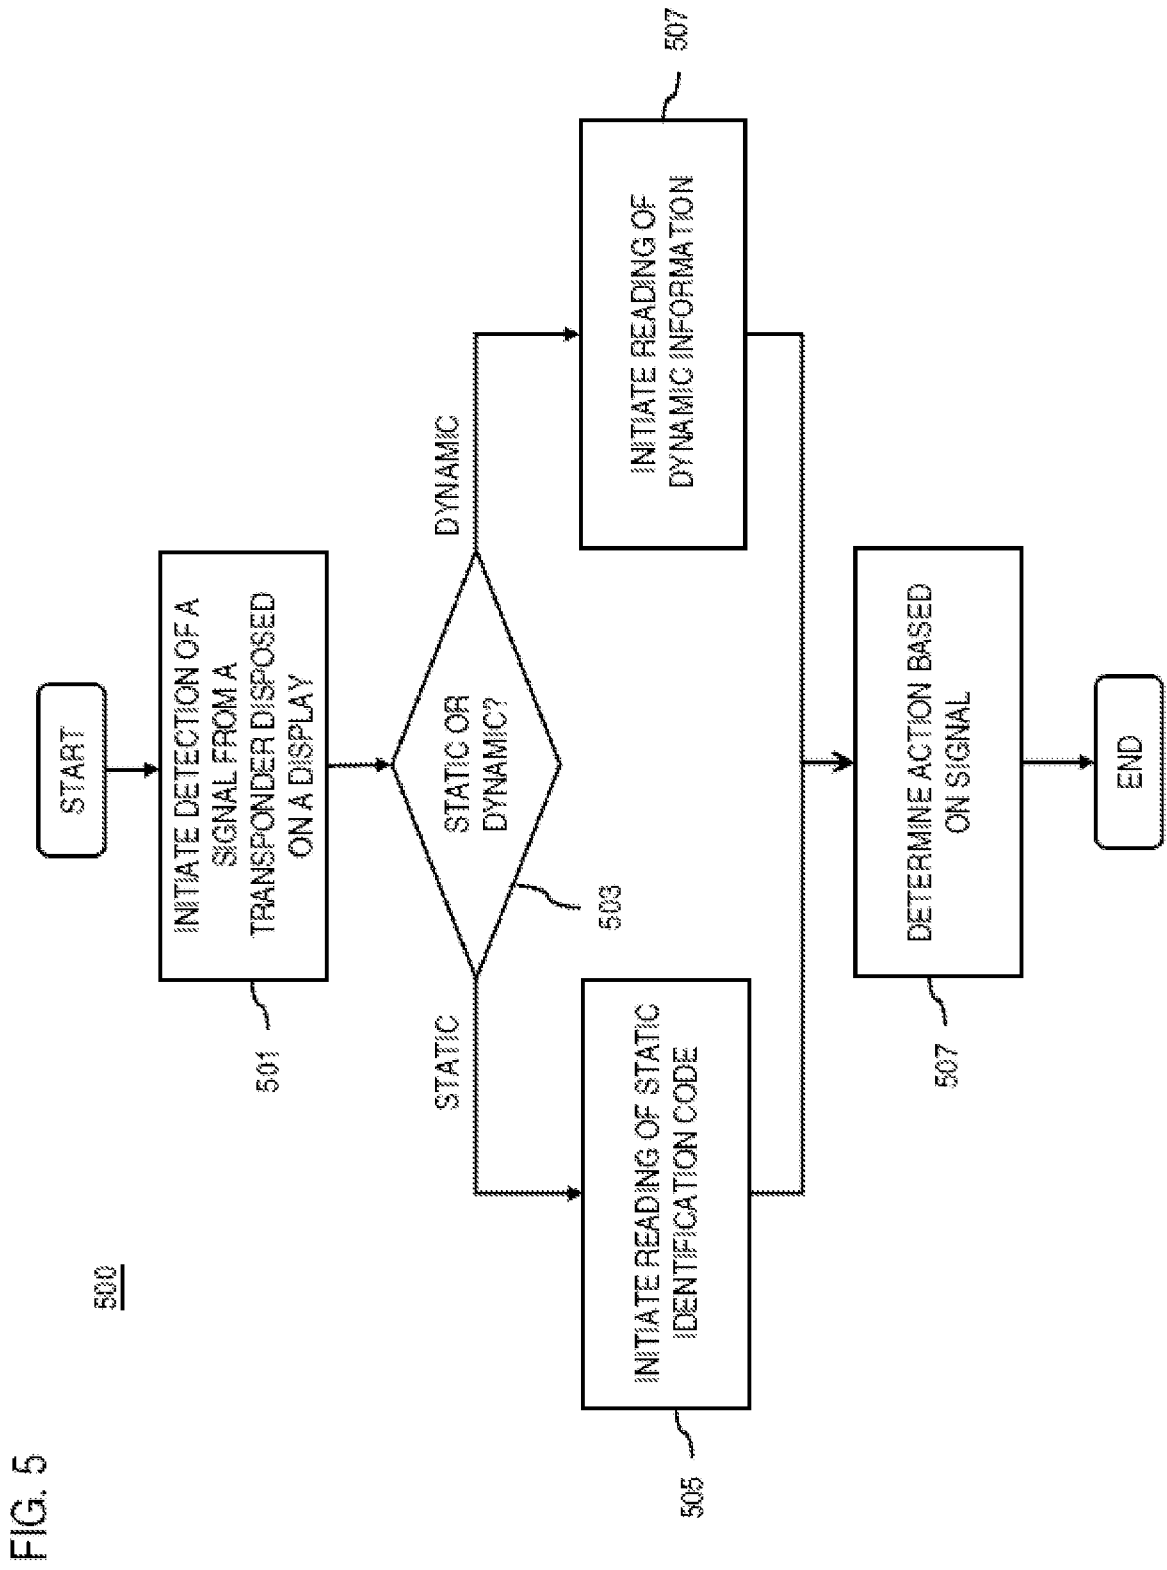 FIG. 5
500
START
INITIATE DETECTION OF A
SIGNAL FROM A
TRANSPONDER DISPOSED
ON A DISPLAY
501
STATIC OR
DYNAMIC?
503
STATIC
DYNAMIC
INITIATE READING OF STATIC
IDENTIFICATION CODE
505
INITIATE READING OF
DYNAMIC INFORMATION
507
DETERMINE ACTION BASED
ON SIGNAL
507
END